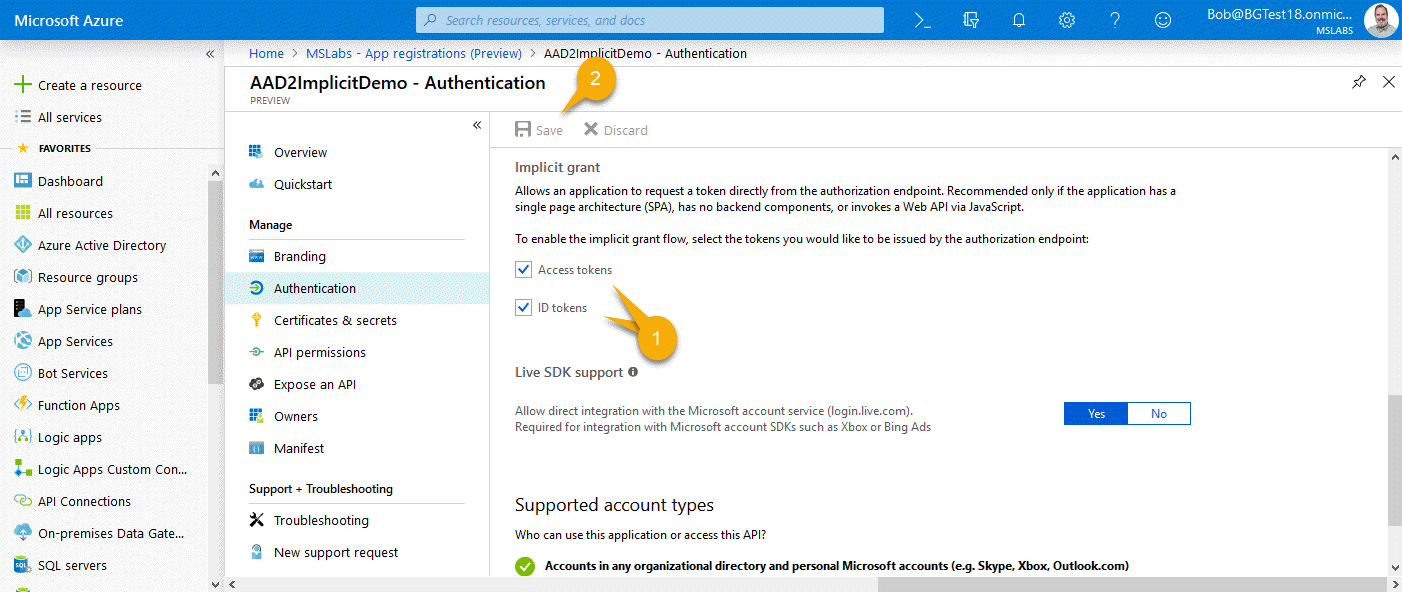 Microsoft Azure
Search resources, services, and docs
Bob@BGTest18.onmic...
MSLABS
Home > MSLabs - App registrations (Preview) > AAD2ImplicitDemo - Authentication
Create a resource
All services
FAVORITES
Dashboard
All resources
Azure Active Directory
Resource groups
App Service plans
App Services
Bot Services
Function Apps
Logic apps
Logic Apps Custom Con...
API Connections
On-premises Data Gate...
SQL servers
AAD2ImplicitDemo - Authentication
PREVIEW
2
Overview
Quickstart
Manage
Branding
Authentication
Certificates & secrets
API permissions
Expose an API
Owners
Manifest
Support + Troubleshooting
Troubleshooting
New support request
Save Discard
Implicit grant
Allows an application to request a token directly from the authorization endpoint. Recommended only if the application has a
single page architecture (SPA), has no backend components, or invokes a Web API via JavaScript.
To enable the implicit grant flow, select the tokens you would like to be issued by the authorization endpoint:
Access tokens
ID tokens
1
Live SDK support
Allow direct integration with the Microsoft account service (login.live.com).
Required for integration with Microsoft account SDKs such as Xbox or Bing Ads
Yes No
Supported account types
Who can use this application or access this API?
Accounts in any organizational directory and personal Microsoft accounts (e.g. Skype, Xbox, Outlook.com)